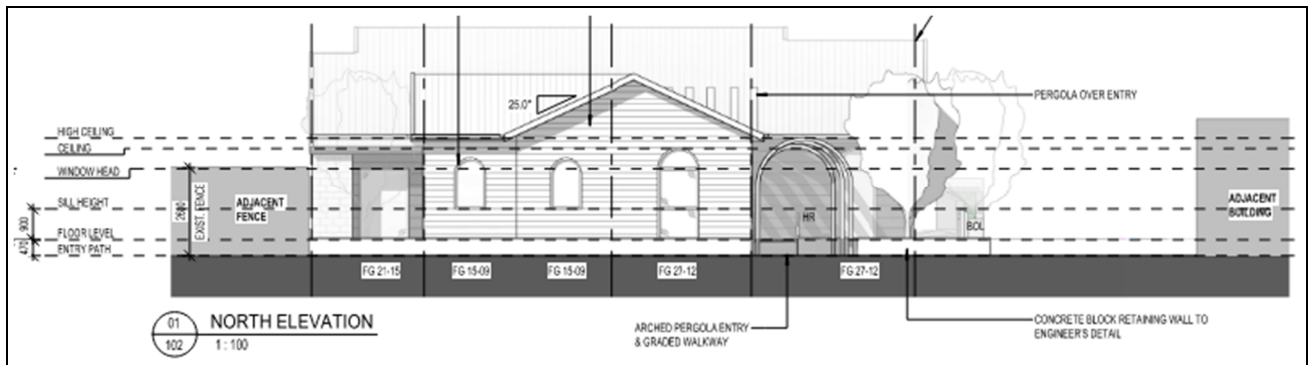 25.0°
PERGOLA OVER ENTRY
HIGH CEILING
CEILING
WINDOW HEAD
ADJACENT
FENCE
EXIST. FENCE
SILL HEIGHT
900
FLOOR LEVEL
470
ENTRY PATH
HR
BOL
ADJACENT
BUILDING
FG 21-15
FG 15-09
FG 15-09
FG 27-12
FG 27-12
01
102
NORTH ELEVATION
1 : 100
ARCHED PERGOLA ENTRY
& GRADED WALKWAY
CONCRETE BLOCK RETAINING WALL TO
ENGINEER'S DETAIL